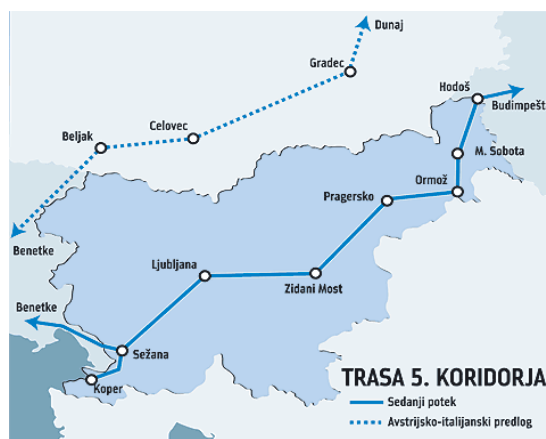 Dunaj
Gradec
Hodoš
Budimpešta
Beljak
Celovec
M. Sobota
Ormož
Pragersko
Benetke
Ljubljana
Zidani Most
Benetke
Sežana
Koper
TRASA 5. KORIDORJA
Sedanji potek
Avstrijsko-italijanski predlog